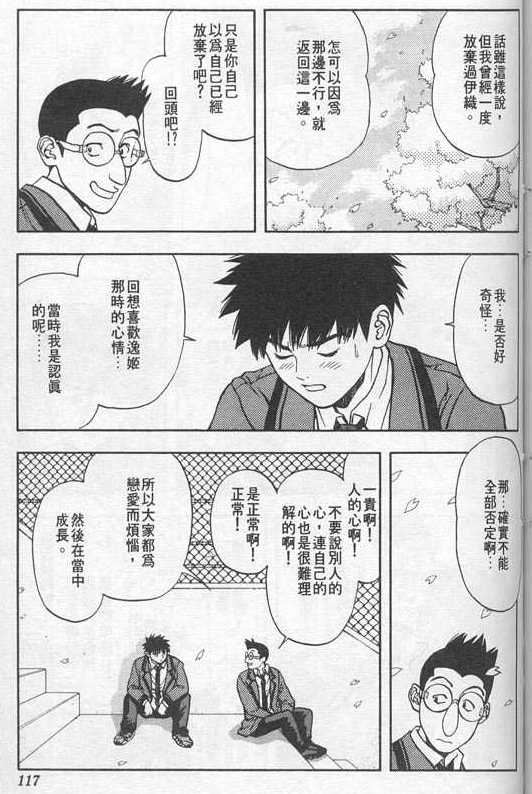 話雖這樣說，
但我曾經一度
放棄過伊織。
怎可以因為
那邊不行，就
返回這一邊。
只是你自己
以為自己已經
放棄了吧？
回頭吧!?
我…是否好
奇怪…
回想喜歡逸姬
那時的心情…
當時我是認真
的呢……
那…確實不能
全部否定啊…
一貴啊！
人的心啊！
不要說別人的
心，連自己的
心也是很難理
解的啊！
是正常啊！
正常！
所以大家都為
戀愛而煩惱，
然後在當中
成長。
117